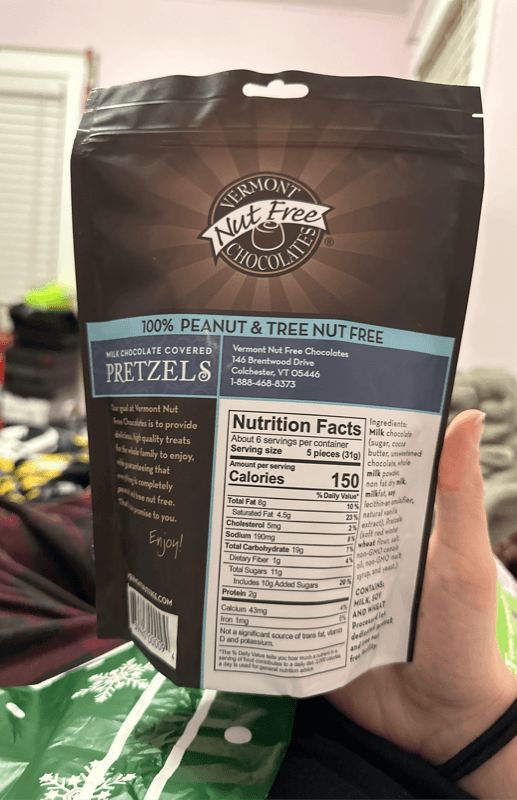 VERMONT
Nut Free
CHOCOLATES
®
100% PEANUT & TREE NUT FREE
MILK CHOCOLATE COVERED
PRETZELS
Vermont Nut Free Chocolates
146 Brentwood Drive
Colchester, VT 05446
1-888-468-8373
Our goal at Vermont Nut
Free Chocolates is to provide
delicious, high quality treats
for the whole family to enjoy,
while guaranteeing that
everything is completely
peanut and tree nut free.
That's our promise to you.
Enjoy!
Nutrition Facts
About 6 servings per container
Serving size 5 pieces (31g)
Amount per serving
Calories 150
% Daily Value*
Total Fat 8g 10%
Saturated Fat 4.5g 23%
Cholesterol 5mg 2%
Sodium 190mg 8%
Total Carbohydrate 19g 7%
Dietary Fiber 1g 4%
Total Sugars 11g
Includes 10g Added Sugars 20%
Protein 2g
Calcium 43mg 4%
Iron 1mg 0%
Not a significant source of trans fat, vitamin
D and potassium.
*The % Daily Value tells you how much a nutrient in a
serving of food contributes to a daily diet. 2,000 calories
a day is used for general nutrition advice.
Ingredients:
Milk chocolate
(sugar, cocoa
butter, unsweetened
chocolate, whole
milk powder,
non fat dry milk,
milkfat, soy
lecithin-an emulsifier,
natural vanilla
extract), Pretzels
(soft red winter
wheat flour, salt,
non-GMO canola
oil, non-GMO malt
syrup, and yeast.)
CONTAINS:
MILK, SOY
AND WHEAT
Processed in a
dedicated peanut
and tree nut
free facility.